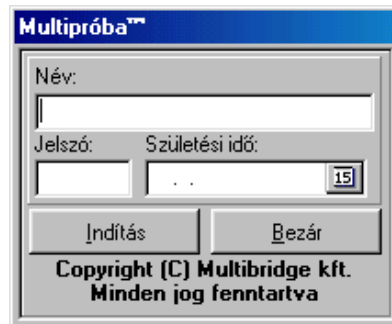 Multipróba™
Név:
Jelszó: Születési idő:
. . 15
Indítás Bezár
Copyright (C) Multibridge kft.
Minden jog fenntartva